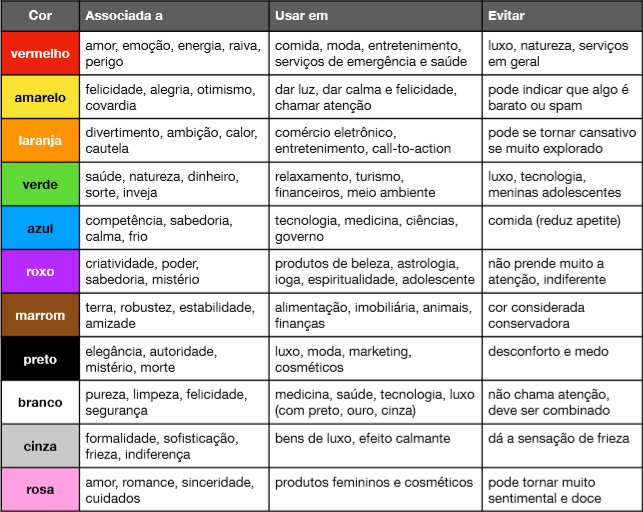 Cor Associada a Usar em Evitar
vermelho amor, emoção, energia, raiva, comida, moda, entretenimento, luxo, natureza, serviços
perigo serviços de emergência e saúde em geral
amarelo felicidade, alegria, otimismo, dar luz, dar calma e felicidade, pode indicar que algo é
covardia chamar atenção barato ou spam
laranja divertimento, ambição, calor, comércio eletrônico, pode se tornar cansativo
cautela entretenimento, call-to-action se muito explorado
verde saúde, natureza, dinheiro, relaxamento, turismo, luxo, tecnologia,
sorte, inveja financeiros, meio ambiente meninas adolescentes
azul competência, sabedoria, tecnologia, medicina, ciências, comida (reduz apetite)
calma, frio governo
roxo criatividade, poder, produtos de beleza, astrologia, não prende muito a
sabedoria, mistério ioga, espiritualidade, adolescente atenção, indiferente
marrom terra, robustez, estabilidade, alimentação, imobiliária, animais, cor considerada
amizade finanças conservadora
preto elegância, autoridade, luxo, moda, marketing, desconforto e medo
mistério, morte cosméticos
branco pureza, limpeza, felicidade, medicina, saúde, tecnologia, luxo não chama atenção,
segurança (com preto, ouro, cinza) deve ser combinado
cinza formalidade, sofisticação, bens de luxo, efeito calmante dá a sensação de frieza
frieza, indiferença
rosa amor, romance, sinceridade, produtos femininos e cosméticos pode tornar muito
cuidados sentimental e doce